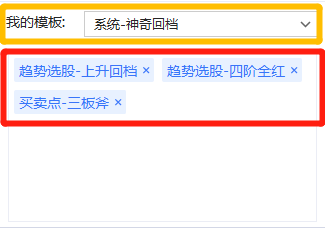 我的模板: 系统-神奇回档
趋势选股-上升回档 × 趋势选股-四阶全红 ×
买卖点-三板斧 ×